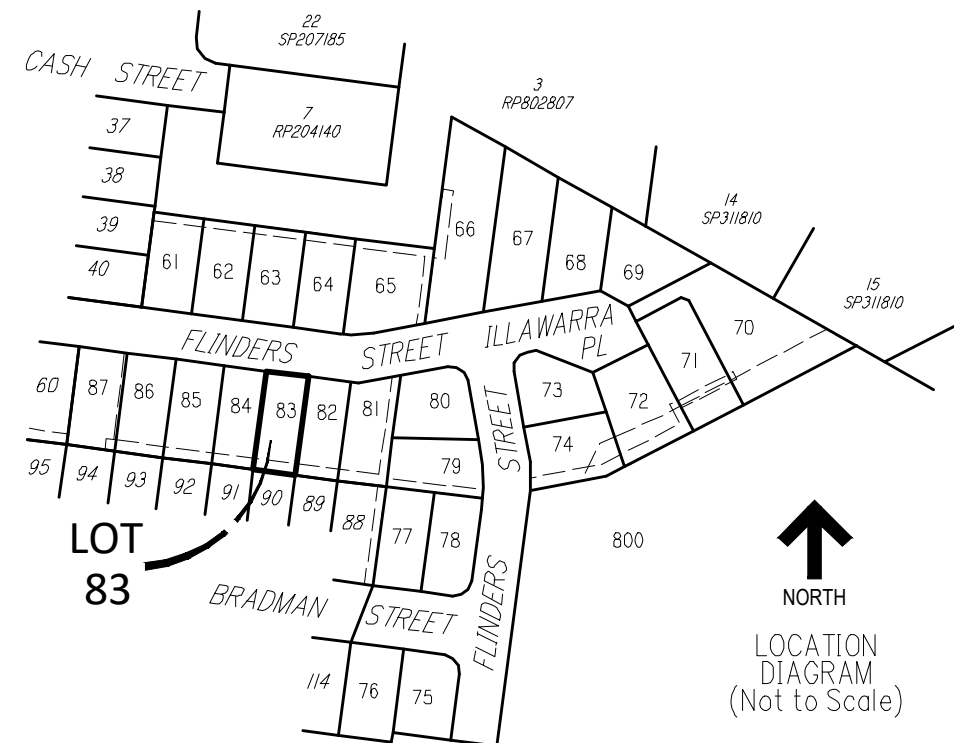 22
SP207185
CASH STREET
3
RP802807
7
RP204140
37
38
14
SP311810
39
66
67
40
61
62
63
64
65
68
69
15
SP311810
FLINDERS STREET
ILLAWARRA
PL
70
71
60
87
86
85
84
83
82
81
80
73
72
STREET
74
95
94
93
92
91
90
89
88
79
LOT
83
77
78
800
BRADMAN STREET
FLINDERS
NORTH
LOCATION
DIAGRAM
(Not to Scale)
114
76
75